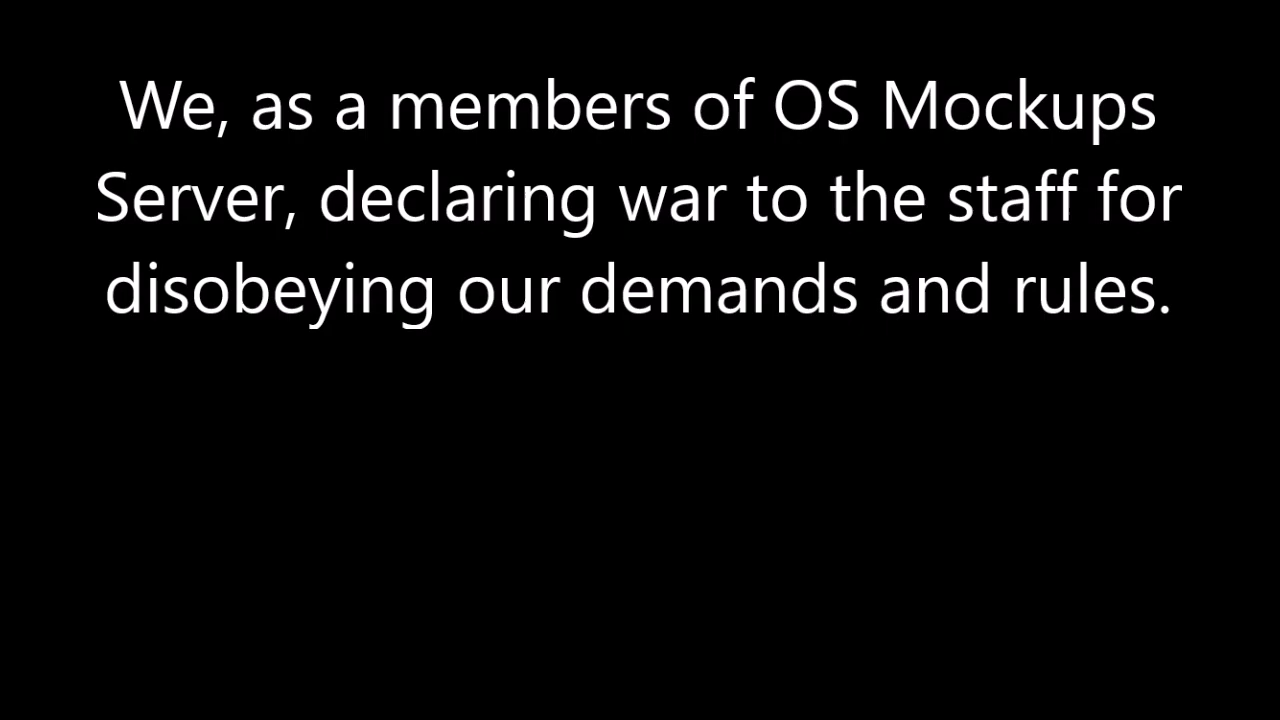 We, as a members of OS Mockups
Server, declaring war to the staff for
disobeying our demands and rules.